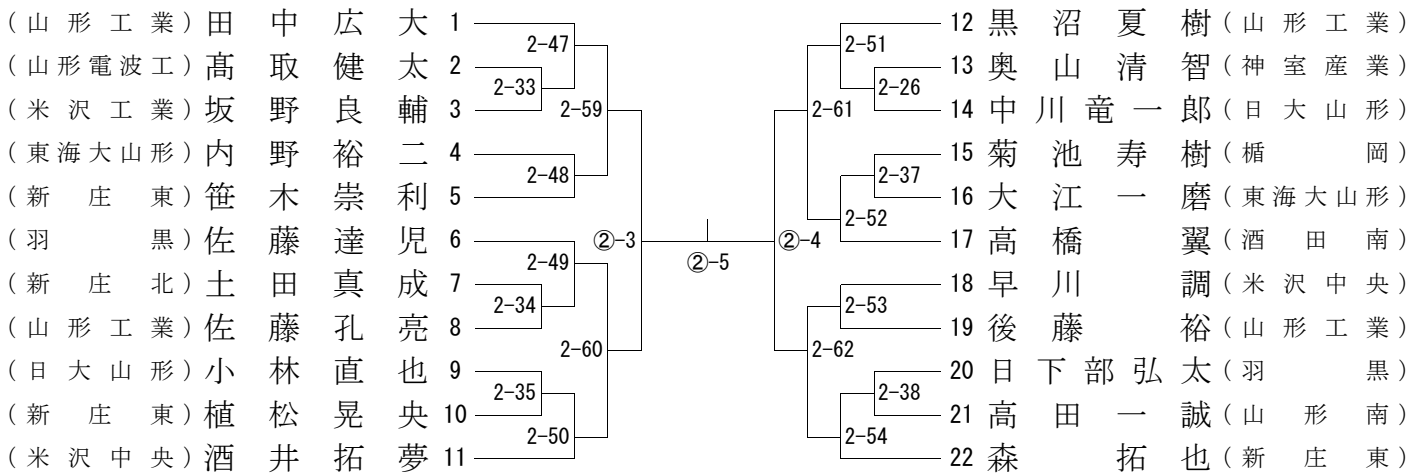 (山形工業) 田中広大 1
(山形電波工) 髙取健太 2
(米沢工業) 坂野良輔 3
(東海大山形) 内野裕二 4
(新庄東) 笹木崇利 5
(羽黒) 佐藤達児 6
(新庄北) 土田真成 7
(山形工業) 佐藤孔亮 8
(日大山形) 小林直也 9
(新庄東) 植松晃央 10
(米沢中央) 酒井拓夢 11
2-47
2-33
2-59
2-48
2-49
2-34
2-60
2-35
2-50
②-3
②-5
②-4
2-51
2-26
2-61
2-37
2-52
2-53
2-62
2-38
2-54
12 黒沼夏樹 (山形工業)
13 奥山清智 (神室産業)
14 中川竜一郎 (日大山形)
15 菊池寿樹 (楯岡)
16 大江一磨 (東海大山形)
17 高橋翼 (酒田南)
18 早川調 (米沢中央)
19 後藤裕 (山形工業)
20 日下部弘太 (羽黒)
21 高田一誠 (山形南)
22 森拓也 (新庄東)